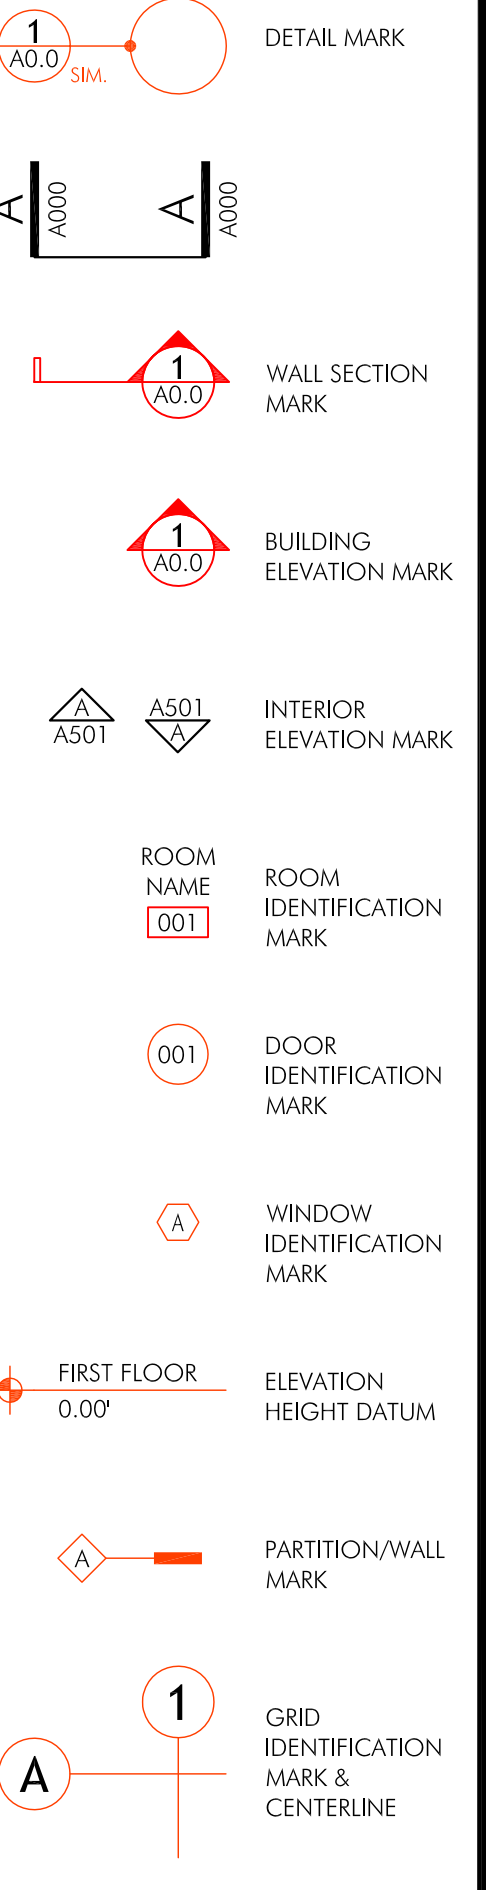 1
A0.0
SIM.
DETAIL MARK
A
A000
A
A000
1
A0.0
WALL SECTION
MARK
1
A0.0
BUILDING
ELEVATION MARK
A
A501
A501
A
INTERIOR
ELEVATION MARK
ROOM
NAME
001
ROOM
IDENTIFICATION
MARK
001
DOOR
IDENTIFICATION
MARK
A
WINDOW
IDENTIFICATION
MARK
FIRST FLOOR
0.00'
ELEVATION
HEIGHT DATUM
A
PARTITION/WALL
MARK
1
A
GRID
IDENTIFICATION
MARK &
CENTERLINE